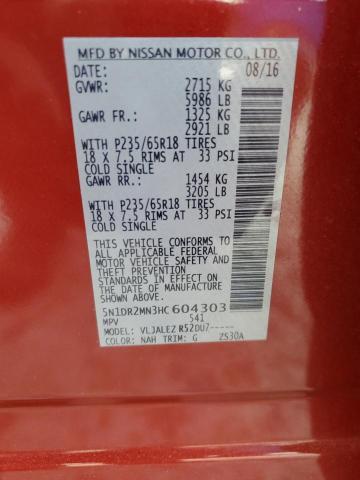 MFD BY NISSAN MOTOR CO., LTD.
DATE: 08/16
GVWR: 2715 KG
5986 LB
GAWR FR.: 1325 KG
2921 LB
WITH P235/65R18 TIRES
18 X 7.5 RIMS AT 33 PSI
COLD SINGLE
GAWR RR.: 1454 KG
3205 LB
WITH P235/65R18 TIRES
18 X 7.5 RIMS AT 33 PSI
COLD SINGLE
THIS VEHICLE CONFORMS TO
ALL APPLICABLE FEDERAL
MOTOR VEHICLE SAFETY AND
THEFT PREVENTION
STANDARDS IN EFFECT ON
THE DATE OF MANUFACTURE
SHOWN ABOVE.
5N1DR2MN3HC604303
MPV 541
MODEL: VLJALEZ R52DUZ-----
COLOR: NAH TRIM: G 2S30A